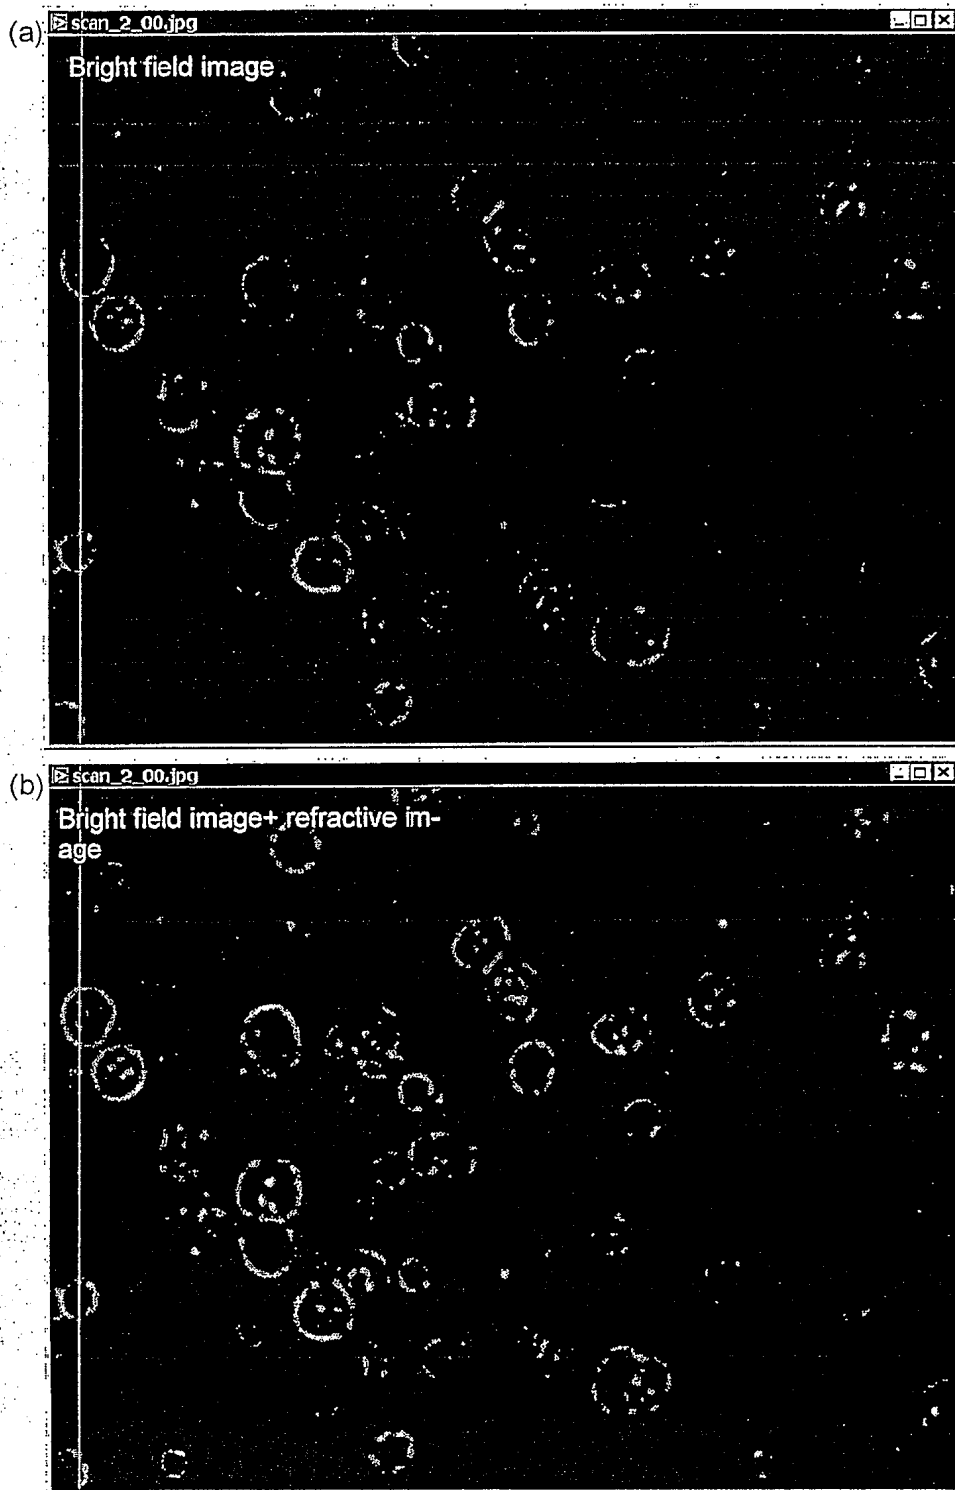 (a)
scan_2_00.jpg
Bright field image
(b)
scan_2_00.jpg
Bright field image+ refractive im-
age